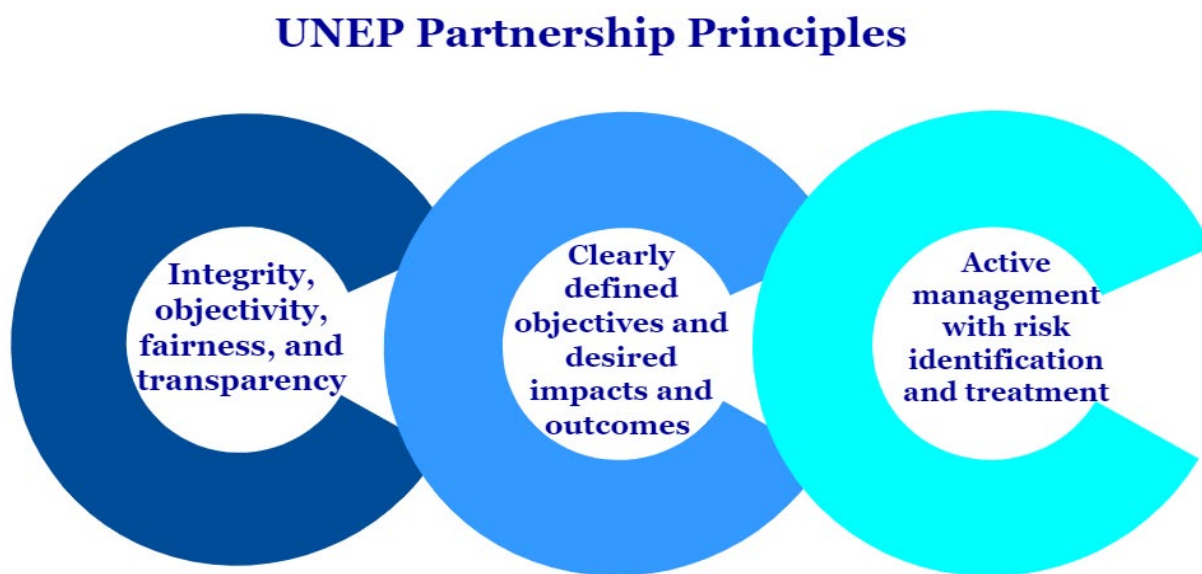 UNEP Partnership Principles
Integrity,
objectivity,
fairness, and
transparency
Clearly
defined
objectives and
desired
impacts and
outcomes
Active
management
with risk
identification
and treatment